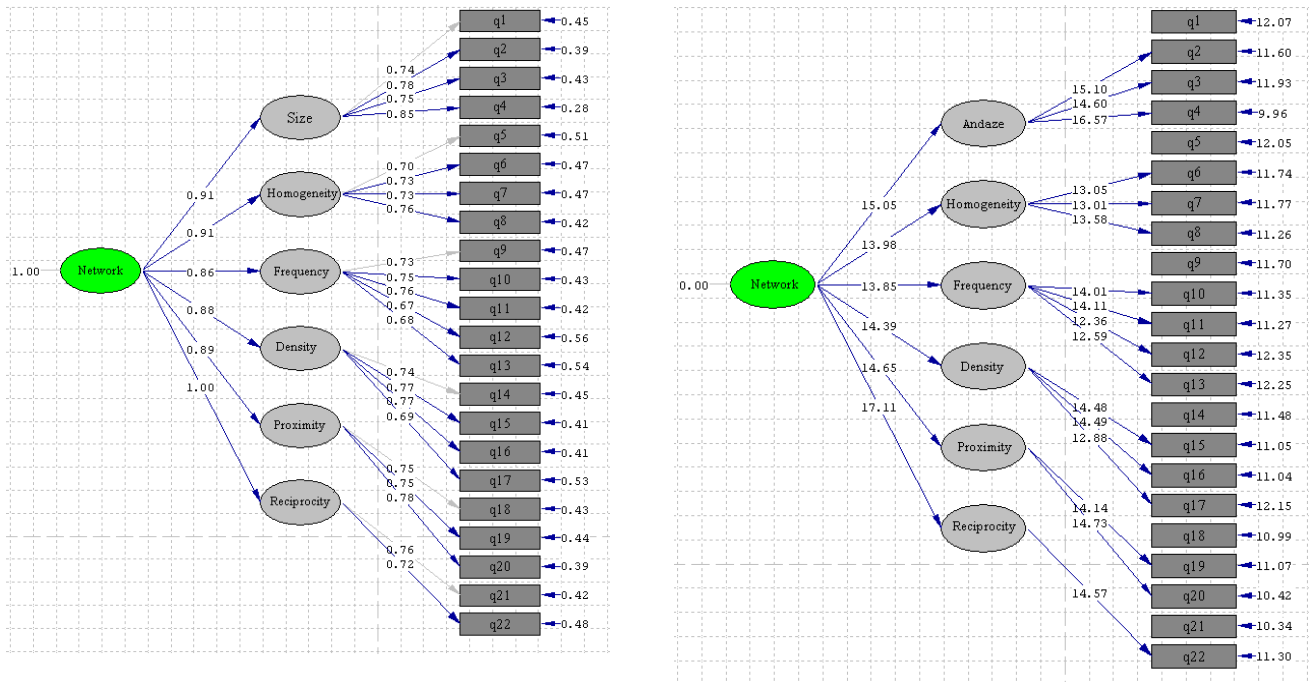 q1
0.45
q2
0.39
q3
0.43
q4
0.28
q5
0.51
q6
0.47
q7
0.47
q8
0.42
q9
0.47
q10
0.43
q11
0.42
q12
0.56
q13
0.54
q14
0.45
q15
0.41
q16
0.41
q17
0.53
q18
0.43
q19
0.44
q20
0.39
q21
0.42
q22
0.48
0.74
0.78
0.75
0.85
0.70
0.73
0.73
0.76
0.73
0.75
0.76
0.67
0.68
0.74
0.77
0.77
0.69
0.75
0.75
0.78
0.76
0.72
Size
Homogeneity
Frequency
Density
Proximity
Reciprocity
0.91
0.91
0.86
0.88
0.89
1.00
1.00
Network
q1
12.07
q2
11.60
q3
11.93
q4
9.96
q5
12.05
q6
11.74
q7
11.77
q8
11.26
q9
11.70
q10
11.35
q11
11.27
q12
12.35
q13
12.25
q14
11.48
q15
11.05
q16
11.04
q17
12.15
q18
10.99
q19
11.07
q20
10.42
q21
10.34
q22
11.30
15.10
14.60
16.57
13.05
13.01
13.58
14.01
14.11
12.36
12.59
14.48
14.49
12.88
14.14
14.73
14.57
Andaze
Homogeneity
Frequency
Density
Proximity
Reciprocity
15.05
13.98
13.85
14.39
14.65
17.11
0.00
Network